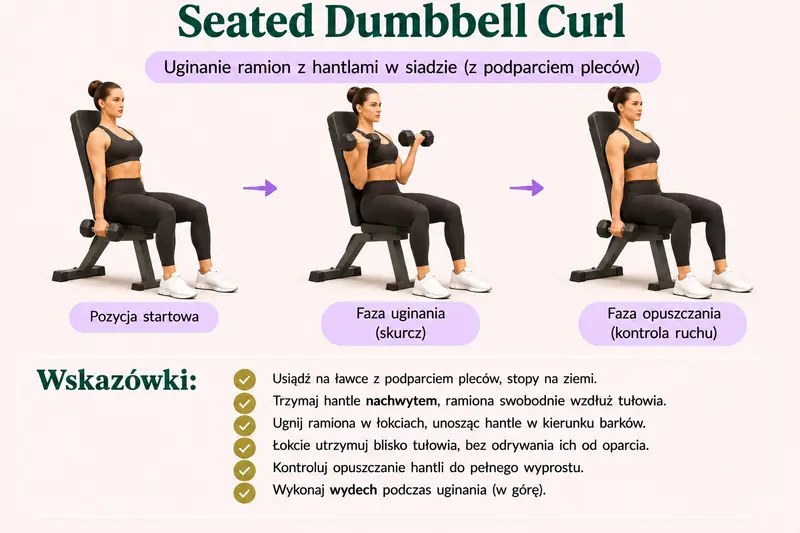 Seated Dumbbell Curl
Uginanie ramion z hantlami w siadzie (z podparciem pleców)
Pozycja startowa
Faza uginania
(skurcz)
Faza opuszczania
(kontrola ruchu)
Wskazówki:
Usiądź na ławce z podparciem pleców, stopy na ziemi.
Trzymaj hantle nachwytem, ramiona swobodnie wzdłuż tułowia.
Ugnij ramiona w łokciach, unosząc hantle w kierunku barków.
Łokcie utrzymuj blisko tułowia, bez odrywania ich od oparcia.
Kontroluj opuszczanie hantli do pełnego wyprostu.
Wykonaj wydech podczas uginania (w górę).